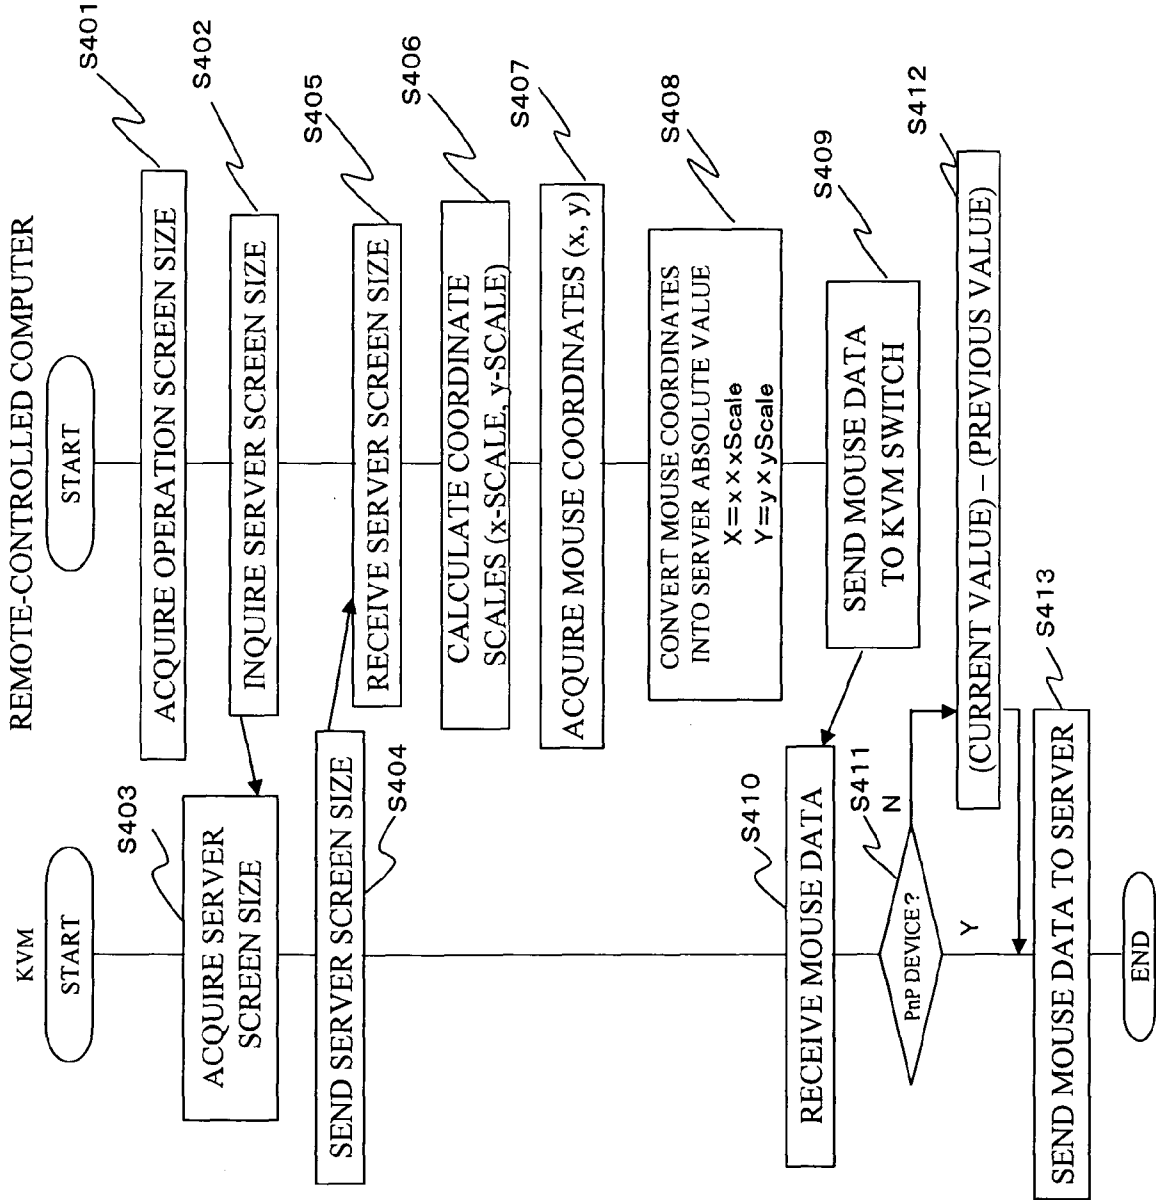 REMOTE-CONTROLLED COMPUTER
START
ACQUIRE OPERATION SCREEN SIZE
S401
INQUIRE SERVER SCREEN SIZE
S402
RECEIVE SERVER SCREEN SIZE
S405
CALCULATE COORDINATE
SCALES (x-SCALE, y-SCALE)
S406
ACQUIRE MOUSE COORDINATES (x, y)
S407
CONVERT MOUSE COORDINATES
INTO SERVER ABSOLUTE VALUE
X=x×xScale
Y=y×yScale
S408
SEND MOUSE DATA
TO KVM SWITCH
S409
KVM
START
ACQUIRE SERVER
SCREEN SIZE
S403
SEND SERVER SCREEN SIZE
S404
RECEIVE MOUSE DATA
S410
PnP DEVICE?
S411
N
Y
(CURRENT VALUE) – (PREVIOUS VALUE)
S412
SEND MOUSE DATA TO SERVER
S413
END